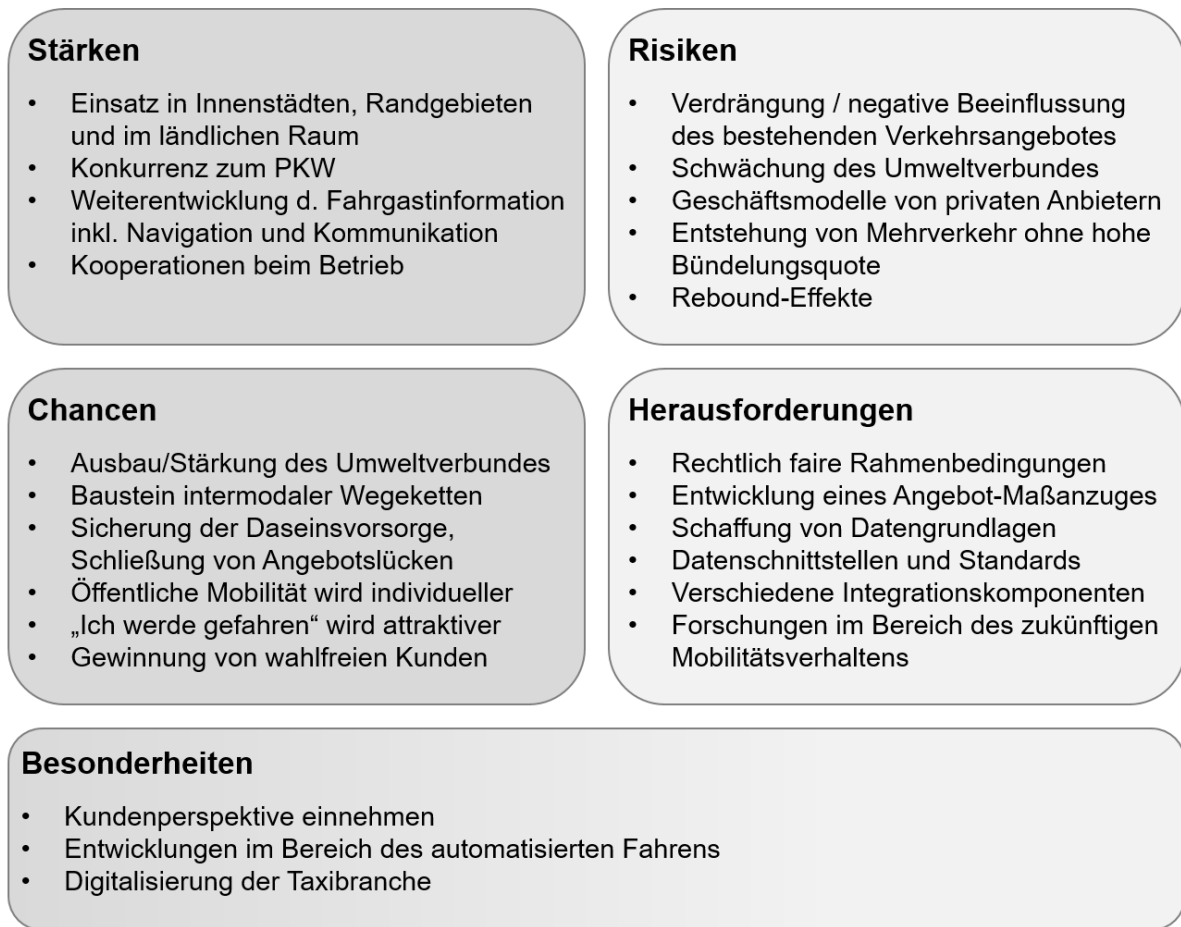 Stärken
• Einsatz in Innenstädten, Randgebieten
und im ländlichen Raum
• Konkurrenz zum PKW
• Weiterentwicklung d. Fahrgastinformation
inkl. Navigation und Kommunikation
• Kooperationen beim Betrieb
Risiken
• Verdrängung / negative Beeinflussung
des bestehenden Verkehrsangebotes
• Schwächung des Umweltverbundes
• Geschäftsmodelle von privaten Anbietern
• Entstehung von Mehrverkehr ohne hohe
Bündelungsquote
• Rebound-Effekte
Chancen
• Ausbau/Stärkung des Umweltverbundes
• Baustein intermodaler Wegeketten
• Sicherung der Daseinsvorsorge,
Schließung von Angebotslücken
• Öffentliche Mobilität wird individueller
• „Ich werde gefahren“ wird attraktiver
• Gewinnung von wahlfreien Kunden
Herausforderungen
• Rechtlich faire Rahmenbedingungen
• Entwicklung eines Angebot-Maßanzuges
• Schaffung von Datengrundlagen
• Datenschnittstellen und Standards
• Verschiedene Integrationskomponenten
• Forschungen im Bereich des zukünftigen
Mobilitätsverhaltens
Besonderheiten
• Kundenperspektive einnehmen
• Entwicklungen im Bereich des automatisierten Fahrens
• Digitalisierung der Taxibranche